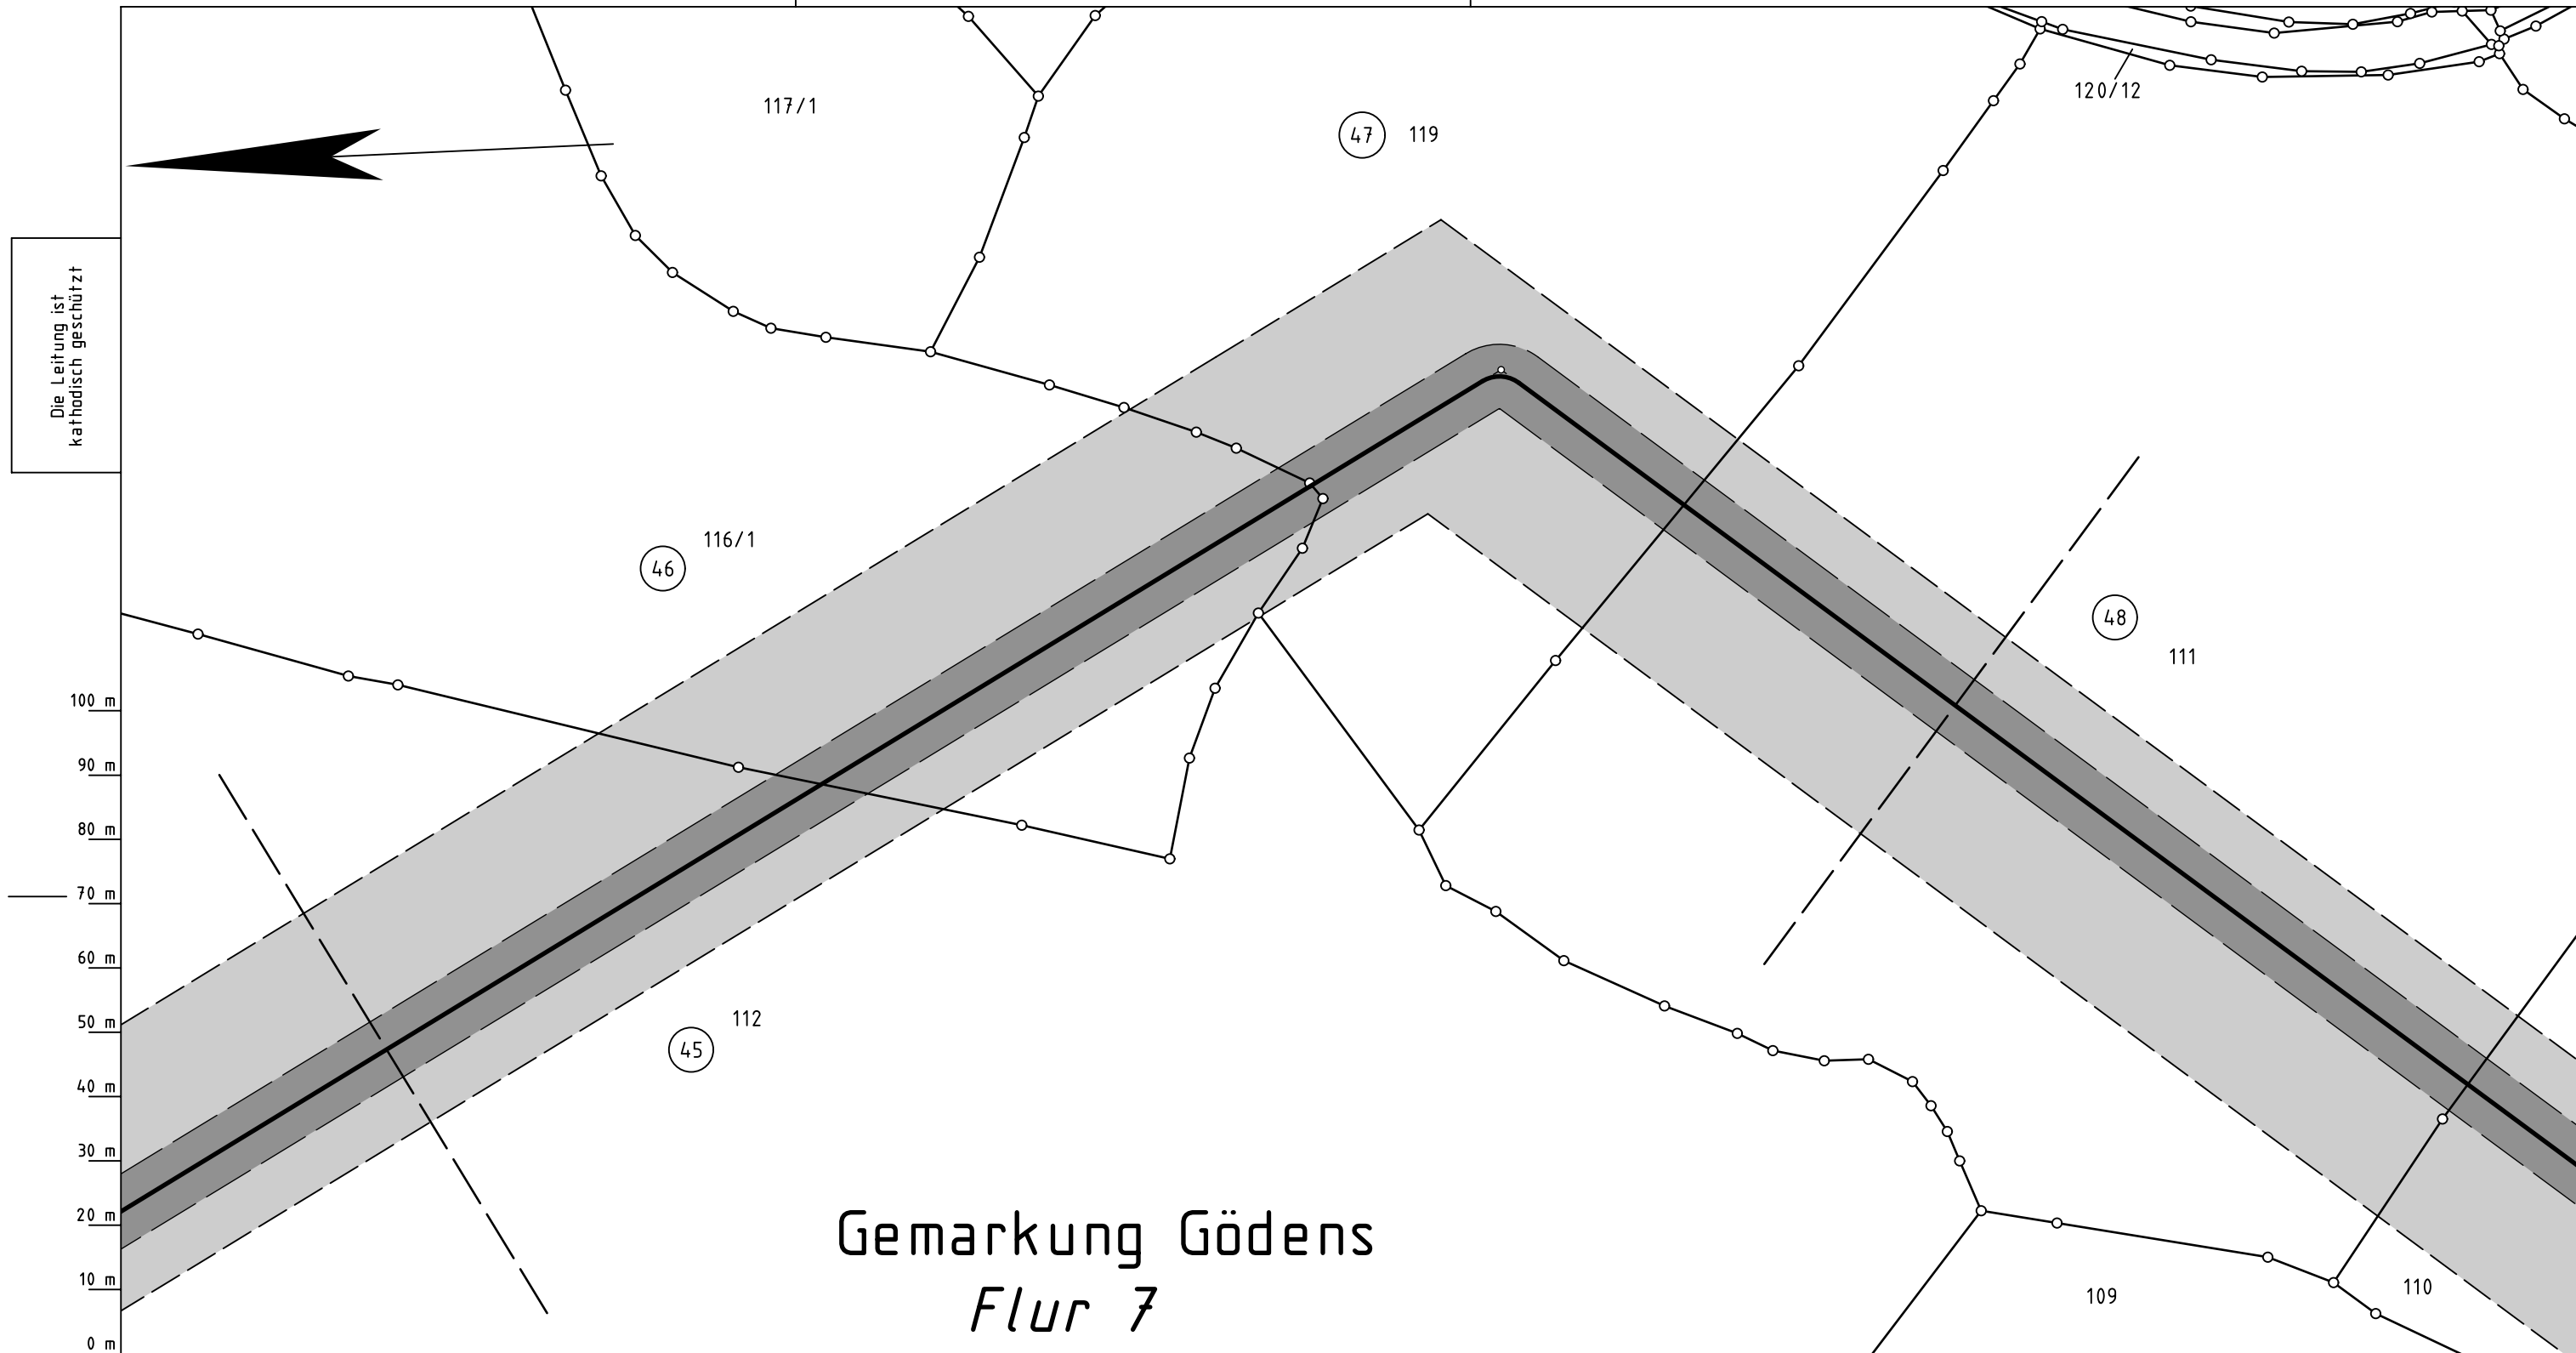 117/1
47 119
120/12
Die Leitung ist
kathodisch geschützt
116/1
46
48
111
100 m
90 m
80 m
70 m
60 m
50 m
40 m
30 m
20 m
10 m
0 m
112
45
Gemarkung Gödens
Flur 7
109
110